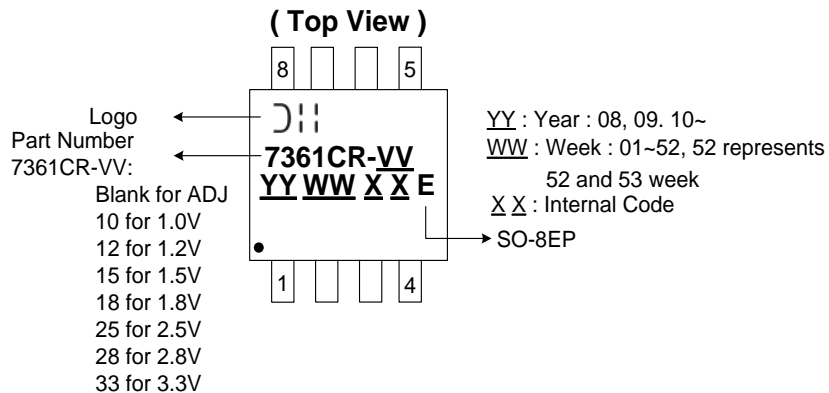 ( Top View )
8 5
Logo
Part Number
7361CR-VV:
Blank for ADJ
10 for 1.0V
12 for 1.2V
15 for 1.5V
18 for 1.8V
25 for 2.5V
28 for 2.8V
33 for 3.3V
7361CR-VV
YY WW X X E
1 4
YY : Year : 08, 09. 10~
WW : Week : 01~52, 52 represents
52 and 53 week
X X : Internal Code
SO-8EP